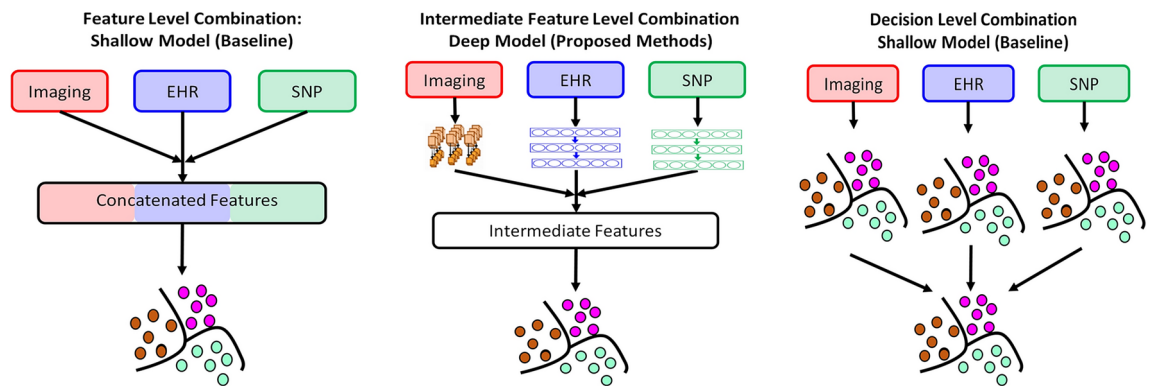 Feature Level Combination:
Shallow Model (Baseline)
Imaging
EHR
SNP
Concatenated Features
Intermediate Feature Level Combination
Deep Model (Proposed Methods)
Imaging
EHR
SNP
Intermediate Features
Decision Level Combination
Shallow Model (Baseline)
Imaging
EHR
SNP